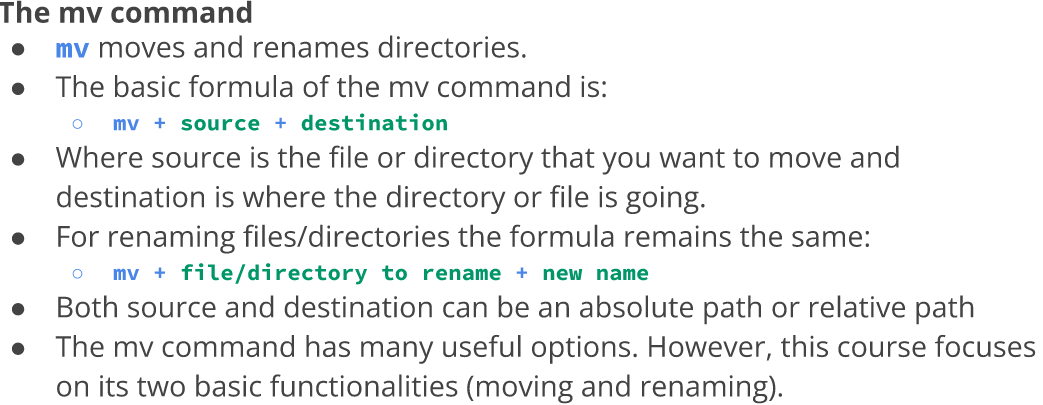 The mv command
● mv moves and renames directories.
● The basic formula of the mv command is:
○ mv + source + destination
● Where source is the file or directory that you want to move and
destination is where the directory or file is going.
● For renaming files/directories the formula remains the same:
○ mv + file/directory to rename + new name
● Both source and destination can be an absolute path or relative path
● The mv command has many useful options. However, this course focuses
on its two basic functionalities (moving and renaming).